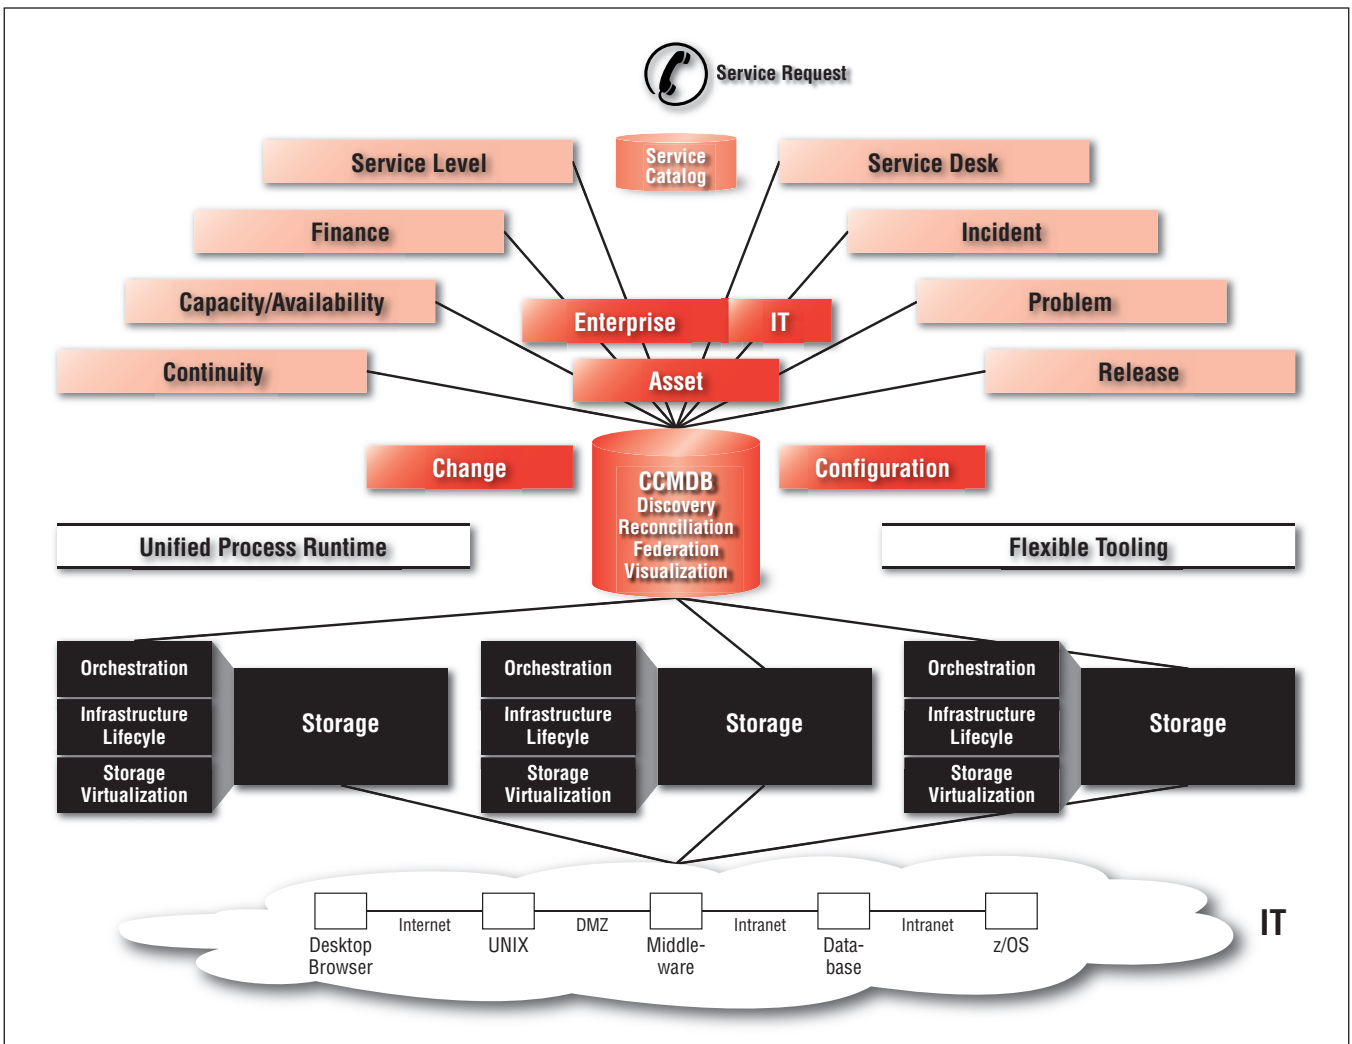 Service Request
Service
Catalog
Service Level
Service Desk
Finance
Incident
Capacity/Availability
Problem
Enterprise
IT
Continuity
Asset
Release
Change
CCMDB
Discovery
Reconciliation
Federation
Visualization
Configuration
Unified Process Runtime
Flexible Tooling
Orchestration
Infrastructure
Lifecyle
Storage
Virtualization
Storage
Orchestration
Infrastructure
Lifecyle
Storage
Virtualization
Storage
Orchestration
Infrastructure
Lifecyle
Storage
Virtualization
Storage
Internet
DMZ
Intranet
Intranet
Desktop
Browser
UNIX
Middle-
ware
Data-
base
z/OS
IT